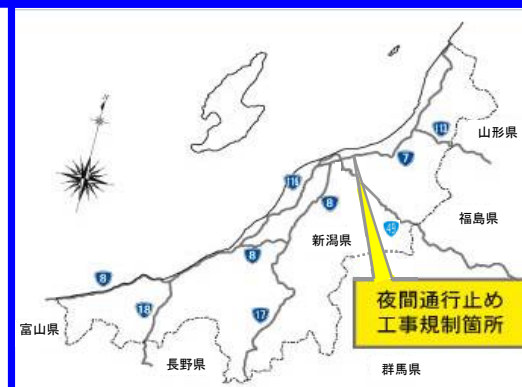 N
113
山形県
7
116
福島県
8
新潟県
49
8
8
夜間通行止め
工事規制箇所
18
17
富山県
長野県
群馬県